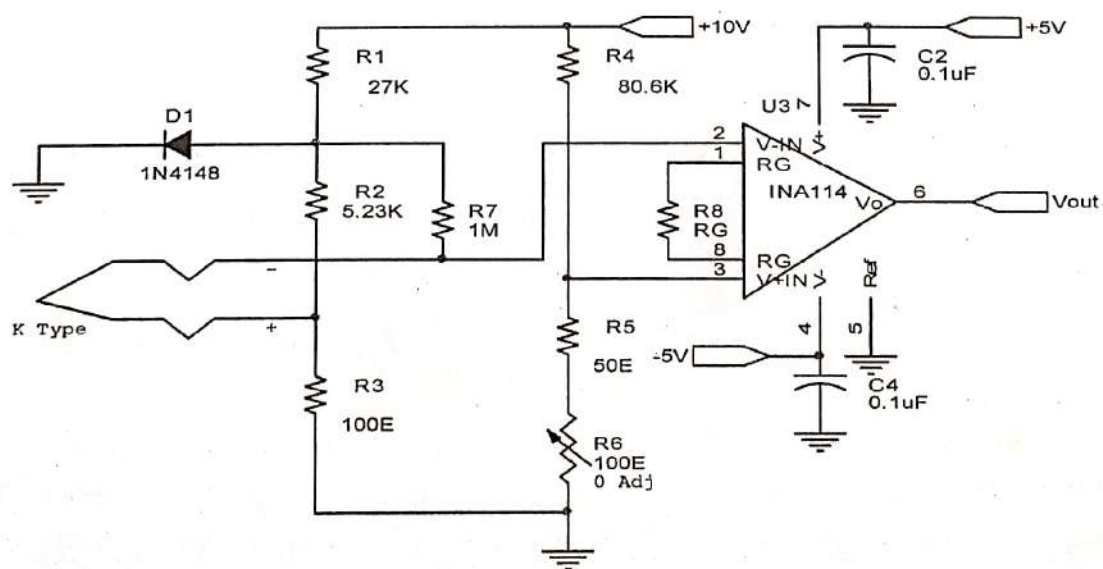 +10V
+5V
R1
27K
R4
80.6K
C2
0.1uF
D1
1N4148
U3
7
2
V-IN
V+
1
RG
INA114
R2
5.23K
R7
1M
R8
RG
Vo
6
Vout
8
RG
3
V+IN
V-
Ref
-
K Type
+
R5
50E
4
5
-5V
R3
100E
C4
0.1uF
R6
100E
0 Adj